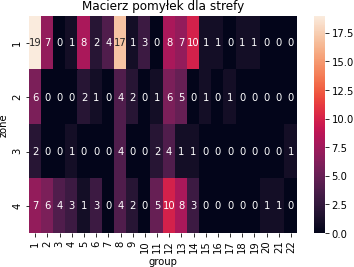 Macierz pomyłek dla strefy
1 19 7 0 1 8 2 4 17 1 3 0 8 7 10 1 1 0 1 1 0 0 0
2 6 0 0 0 2 1 0 4 2 0 0 6 5 0 1 0 1 0 0 0 0 0
3 2 0 0 1 0 0 0 4 0 0 2 4 1 1 0 0 0 0 0 0 0 1
4 7 6 4 3 1 3 0 4 2 0 5 10 8 3 0 0 0 0 0 1 1 0
zone
1 2 3 4 5 6 7 8 9 10 11 12 13 14 15 16 17 18 19 20 21 22
group
17.5
15.0
12.5
10.0
7.5
5.0
2.5
0.0